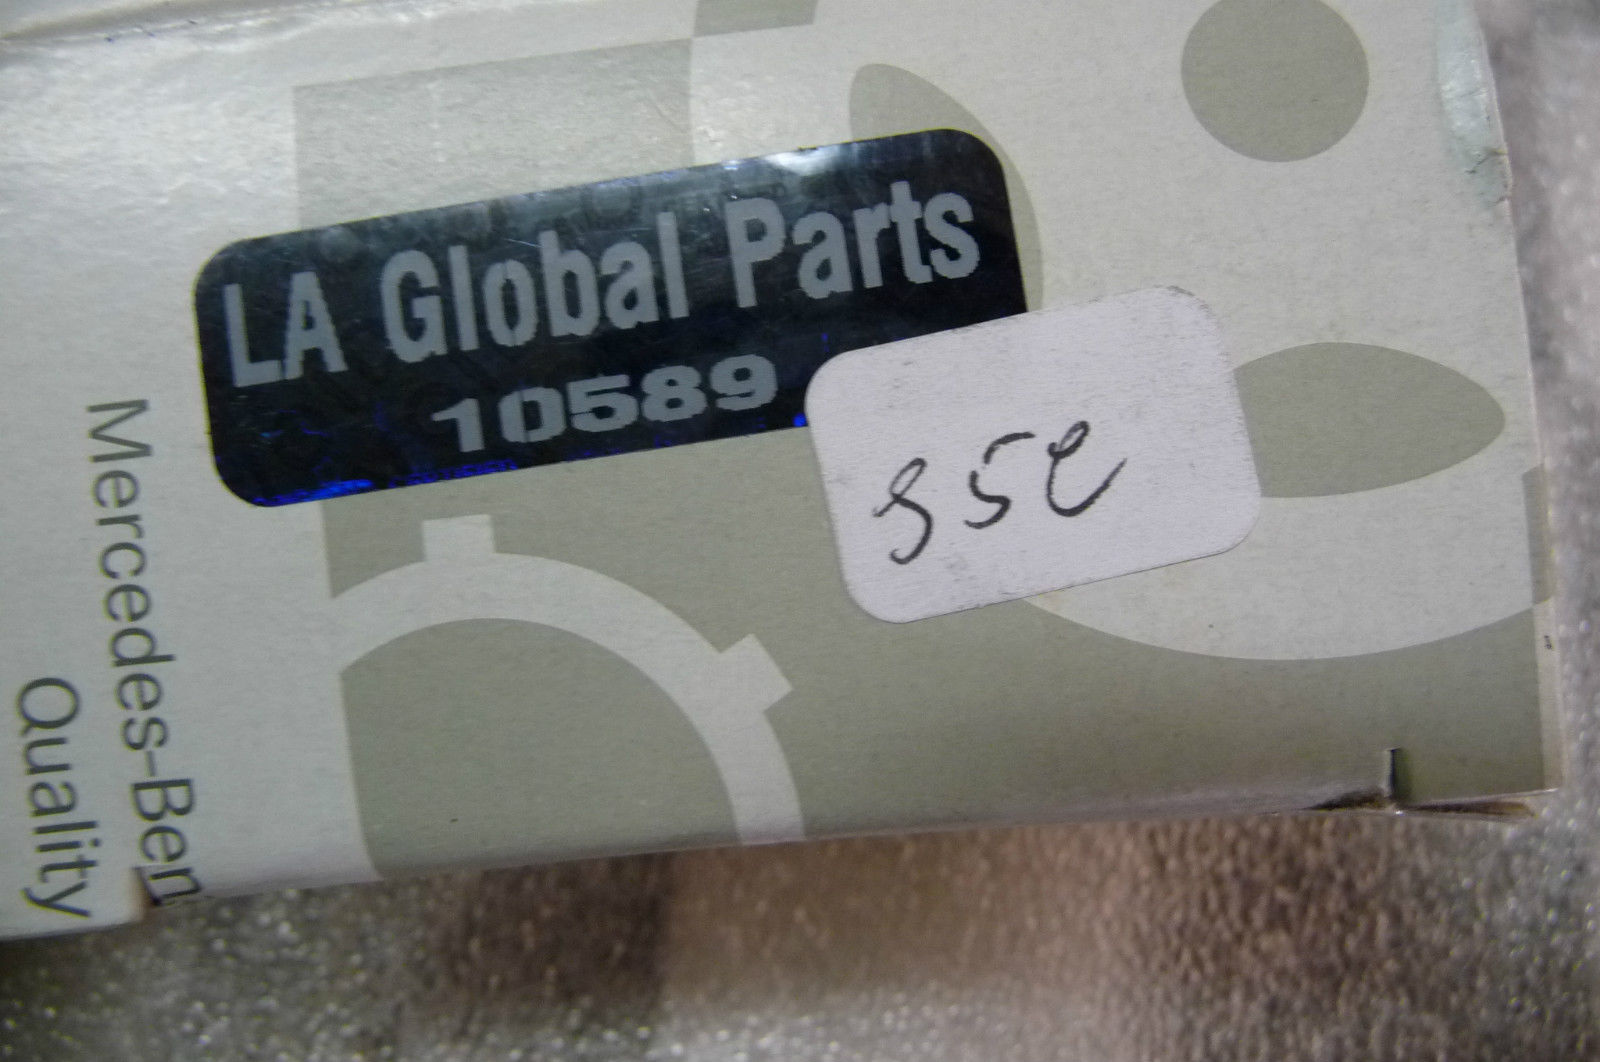 LA Global Parts
10589
Mercedes-Ben
Quality